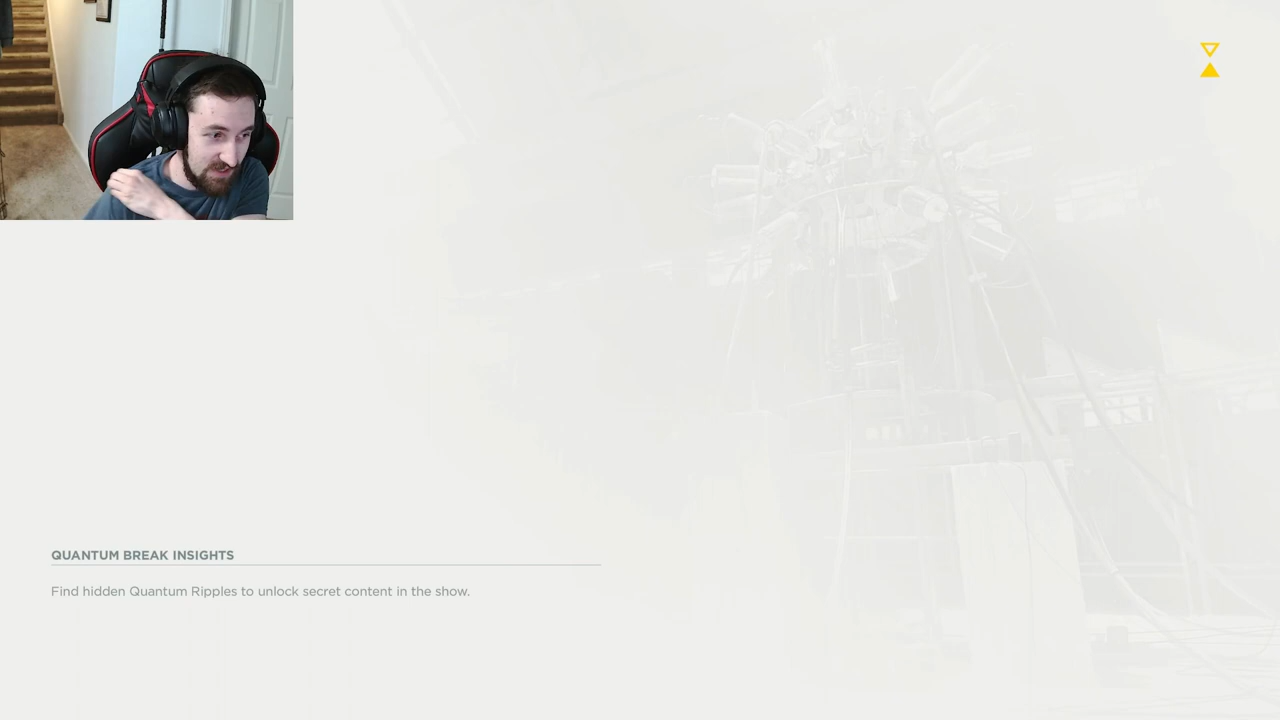 QUANTUM BREAK INSIGHTS
Find hidden Quantum Ripples to unlock secret content in the show.